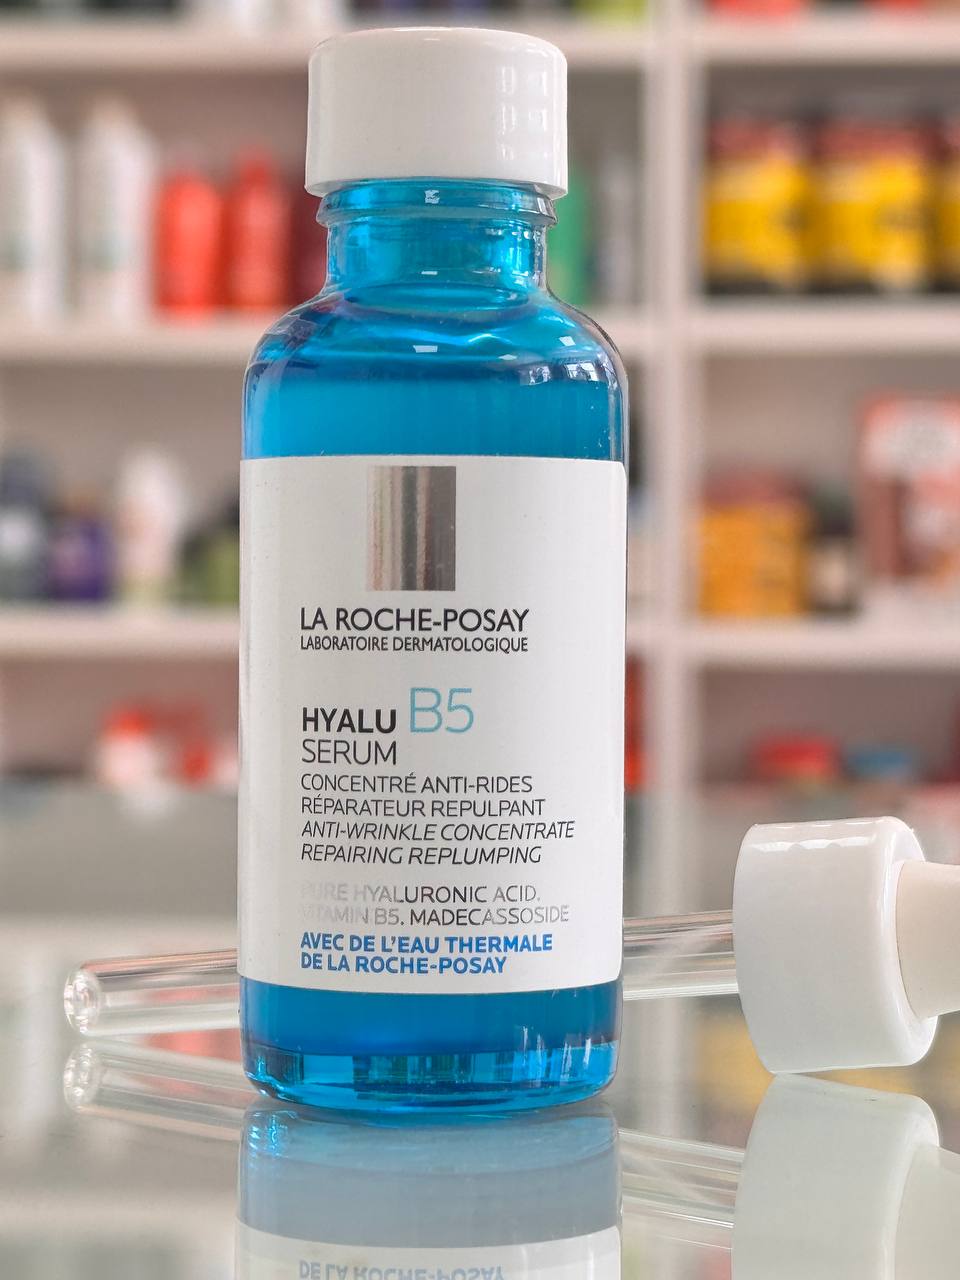 LA ROCHE-POSAY
LABORATOIRE DERMATOLOGIQUE
HYALU B5
SERUM
CONCENTRÉ ANTI-RIDES
RÉPARATEUR REPULPANT
ANTI-WRINKLE CONCENTRATE
REPAIRING REPLUMPING
PURE HYALURONIC ACID.
VITAMIN B5. MADECASSOSIDE
AVEC DE L'EAU THERMALE
DE LA ROCHE-POSAY